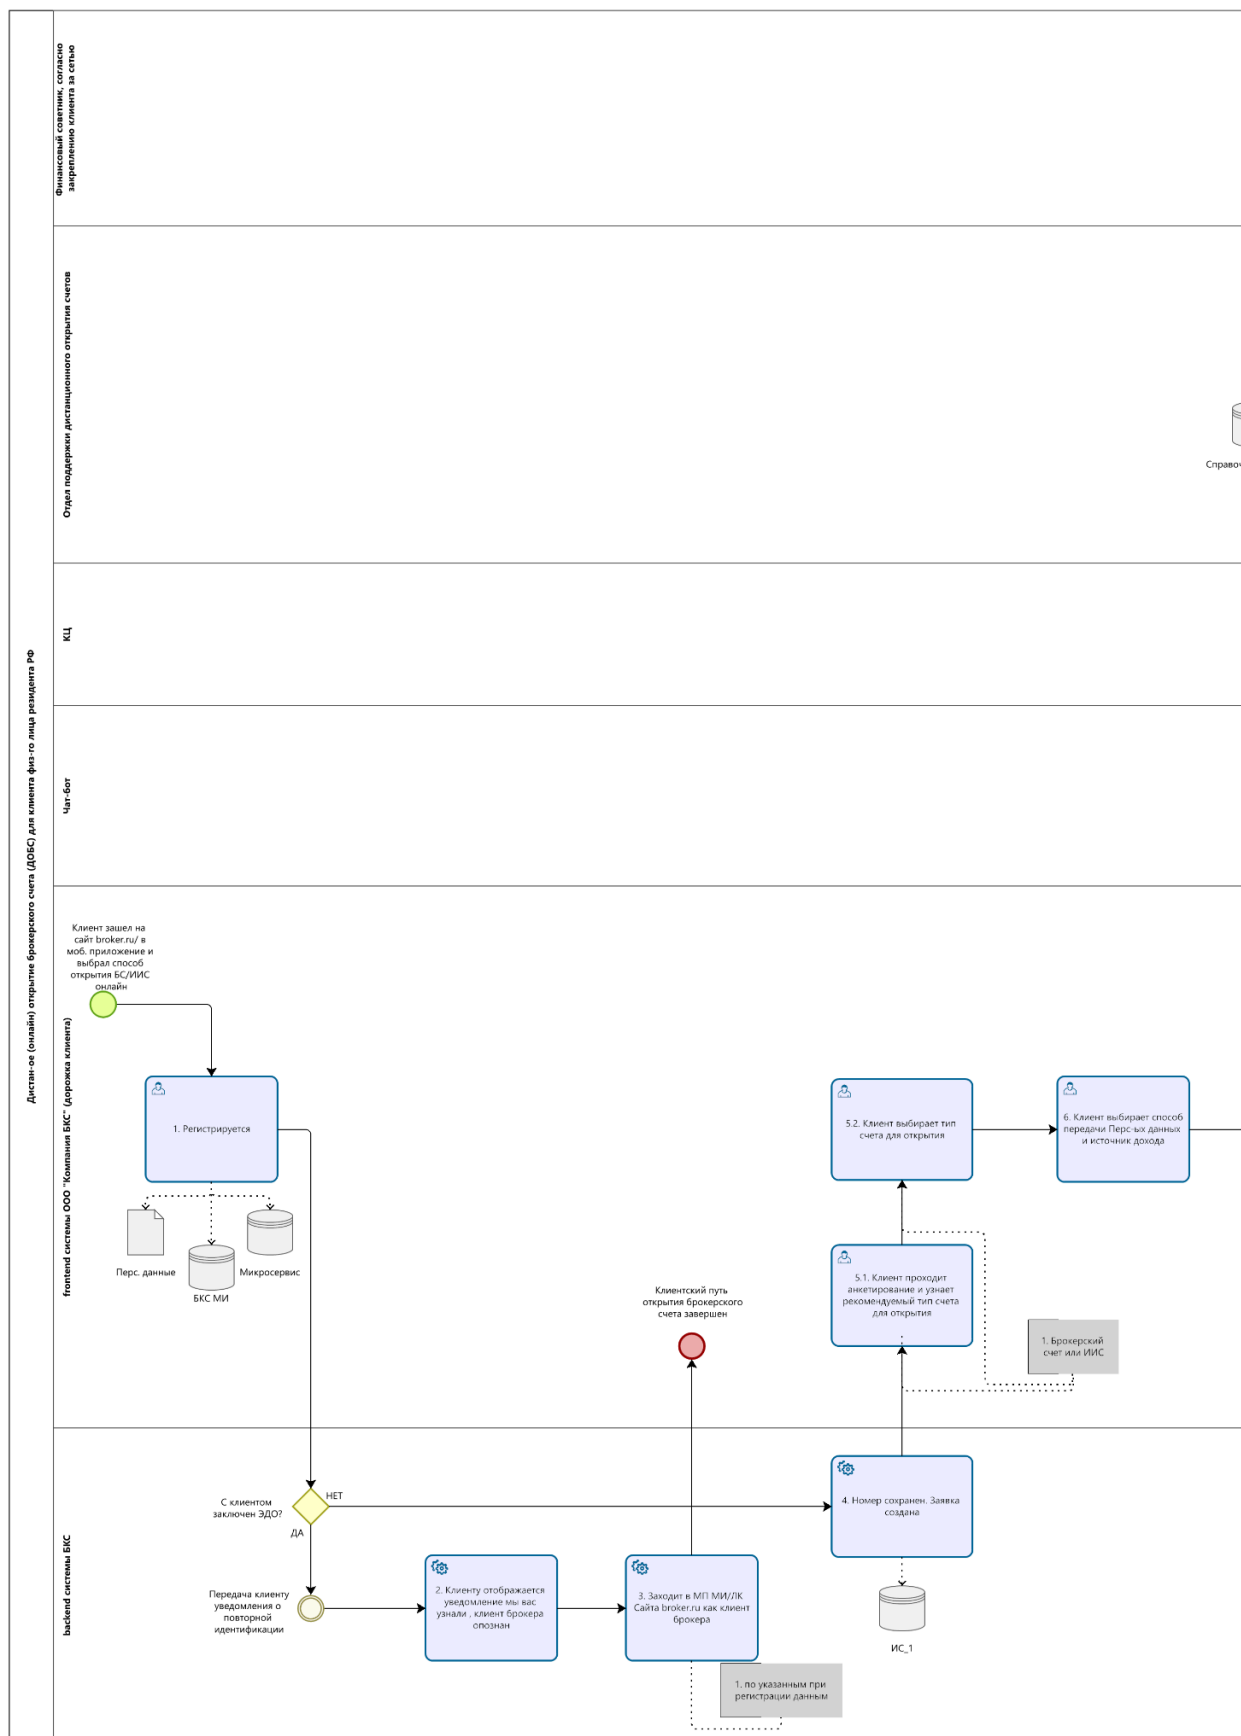 Дистан-ое (онлайн) открытие брокерского счета (ДОБС) для клиента физ-го лица резидента РФ
Финансовый советник, согласно
закреплению клиента за сетью
Отдел поддержки дистанционного открытия счетов
Справоч
КЦ
Чат-бот
frontend системы ООО "Компания БКС" (дорожка клиента)
Клиент зашел на
сайт broker.ru/ в
моб. приложение и
выбрал способ
открытия БС/ИИС
онлайн
1. Регистрируется
Перс. данные
БКС МИ
Микросервис
Клиентский путь
открытия брокерского
счета завершен
5.2. Клиент выбирает тип
счета для открытия
6. Клиент выбирает способ
передачи Перс-ых данных
и источник дохода
5.1. Клиент проходит
анкетирование и узнает
рекомендуемый тип счета
для открытия
1. Брокерский
счет или ИИС
backend системы БКС
С клиентом
заключен ЭДО?
НЕТ
ДА
Передача клиенту
уведомления о
повторной
идентификации
2. Клиенту отображается
уведомление мы вас
узнали , клиент брокера
опознан
3. Заходит в МП МИ/ЛК
Сайта broker.ru как клиент
брокера
1. по указанным при
регистрации данным
4. Номер сохранен. Заявка
создана
ИС_1